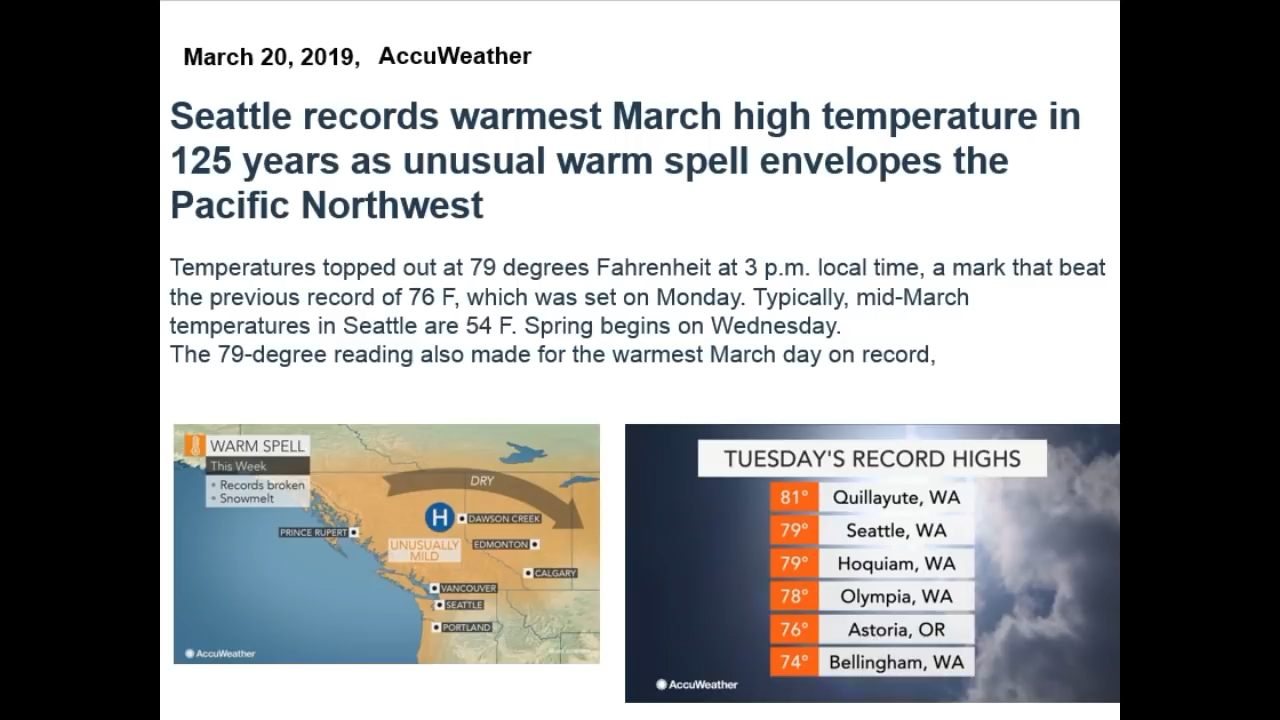 March 20, 2019, AccuWeather
Seattle records warmest March high temperature in
125 years as unusual warm spell envelopes the
Pacific Northwest
Temperatures topped out at 79 degrees Fahrenheit at 3 p.m. local time, a mark that beat
the previous record of 76 F, which was set on Monday. Typically, mid-March
temperatures in Seattle are 54 F. Spring begins on Wednesday.
The 79-degree reading also made for the warmest March day on record,
WARM SPELL
This Week
• Records broken
• Snowmelt
DRY
H
DAWSON CREEK
PRINCE RUPERT
UNUSUALLY
MILD
EDMONTON
CALGARY
VANCOUVER
SEATTLE
PORTLAND
AccuWeather
TUESDAY'S RECORD HIGHS
81° Quillayute, WA
79° Seattle, WA
79° Hoquiam, WA
78° Olympia, WA
76° Astoria, OR
74° Bellingham, WA
AccuWeather